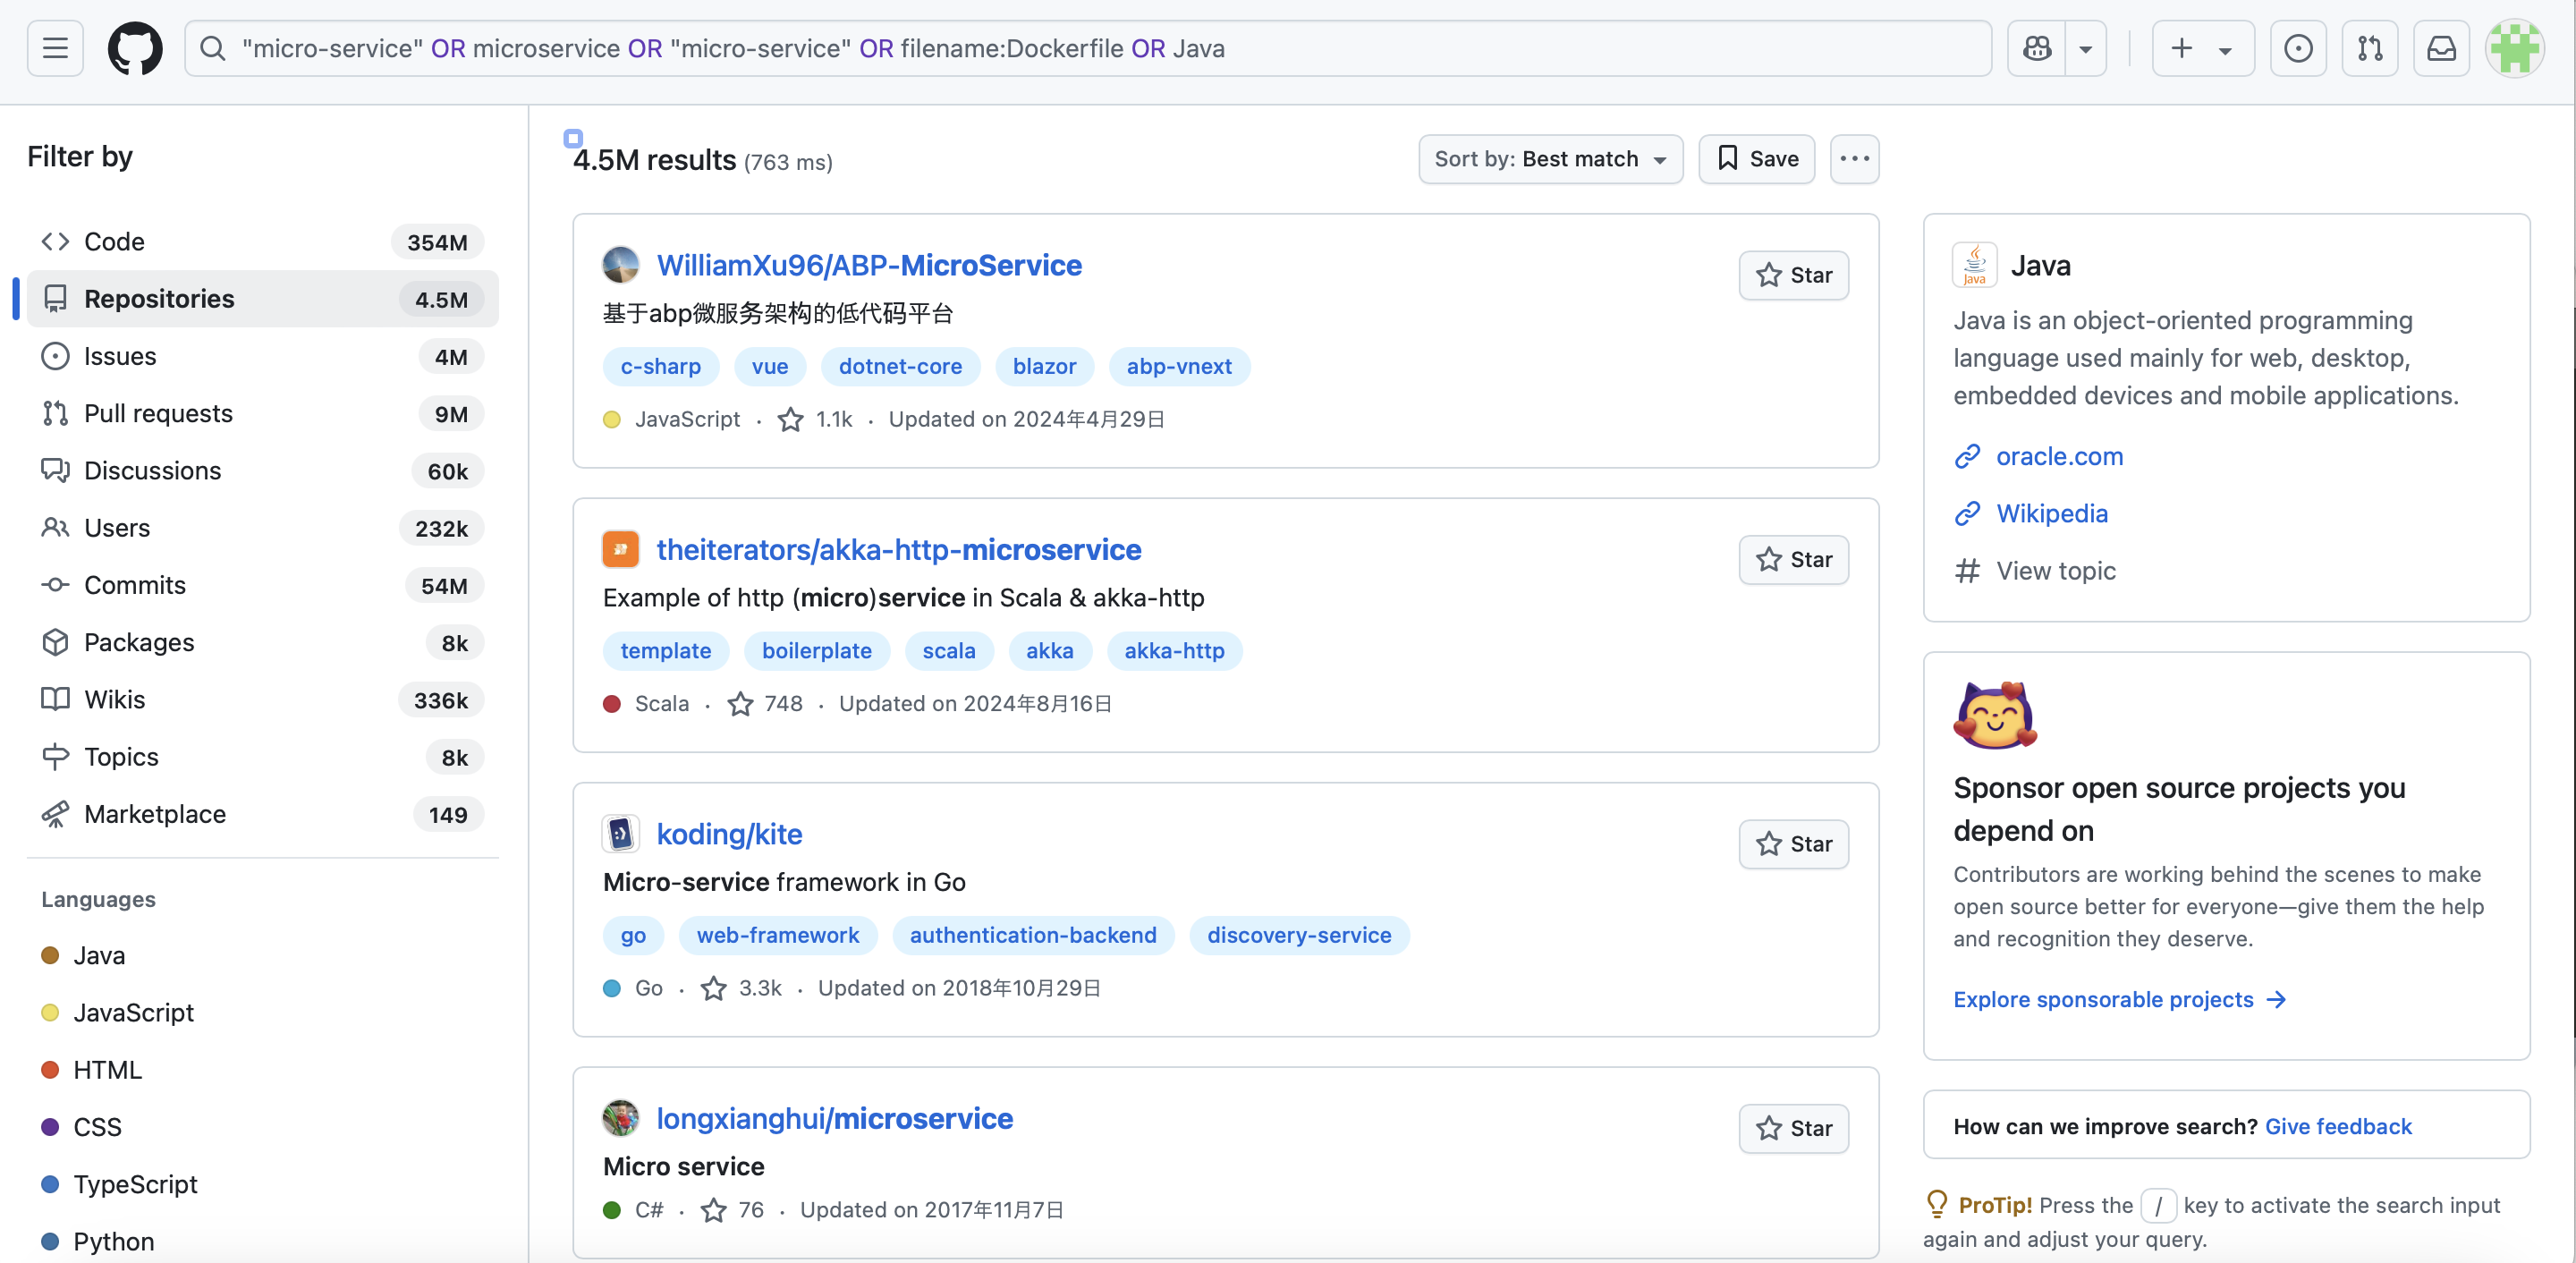 "micro-service" OR microservice OR "micro-service" OR filename:Dockerfile OR Java
Filter by
Code 354M
Repositories 4.5M
Issues 4M
Pull requests 9M
Discussions 60k
Users 232k
Commits 54M
Packages 8k
Wikis 336k
Topics 8k
Marketplace 149
Languages
Java
JavaScript
HTML
CSS
TypeScript
Python
4.5M results (763 ms)
Sort by: Best match
Save
WilliamXu96/ABP-MicroService
Star
基于abp微服务架构的低代码平台
c-sharp vue dotnet-core blazor abp-vnext
JavaScript · 1.1k · Updated on 2024年4月29日
theiterators/akka-http-microservice
Star
Example of http (micro)service in Scala & akka-http
template boilerplate scala akka akka-http
Scala · 748 · Updated on 2024年8月16日
koding/kite
Star
Micro-service framework in Go
go web-framework authentication-backend discovery-service
Go · 3.3k · Updated on 2018年10月29日
longxianghui/microservice
Star
Micro service
C# · 76 · Updated on 2017年11月7日
Java
Java
Java is an object-oriented programming
language used mainly for web, desktop,
embedded devices and mobile applications.
oracle.com
Wikipedia
# View topic
Sponsor open source projects you
depend on
Contributors are working behind the scenes to make
open source better for everyone—give them the help
and recognition they deserve.
Explore sponsorable projects →
How can we improve search? Give feedback
ProTip! Press the / key to activate the search input
again and adjust your query.